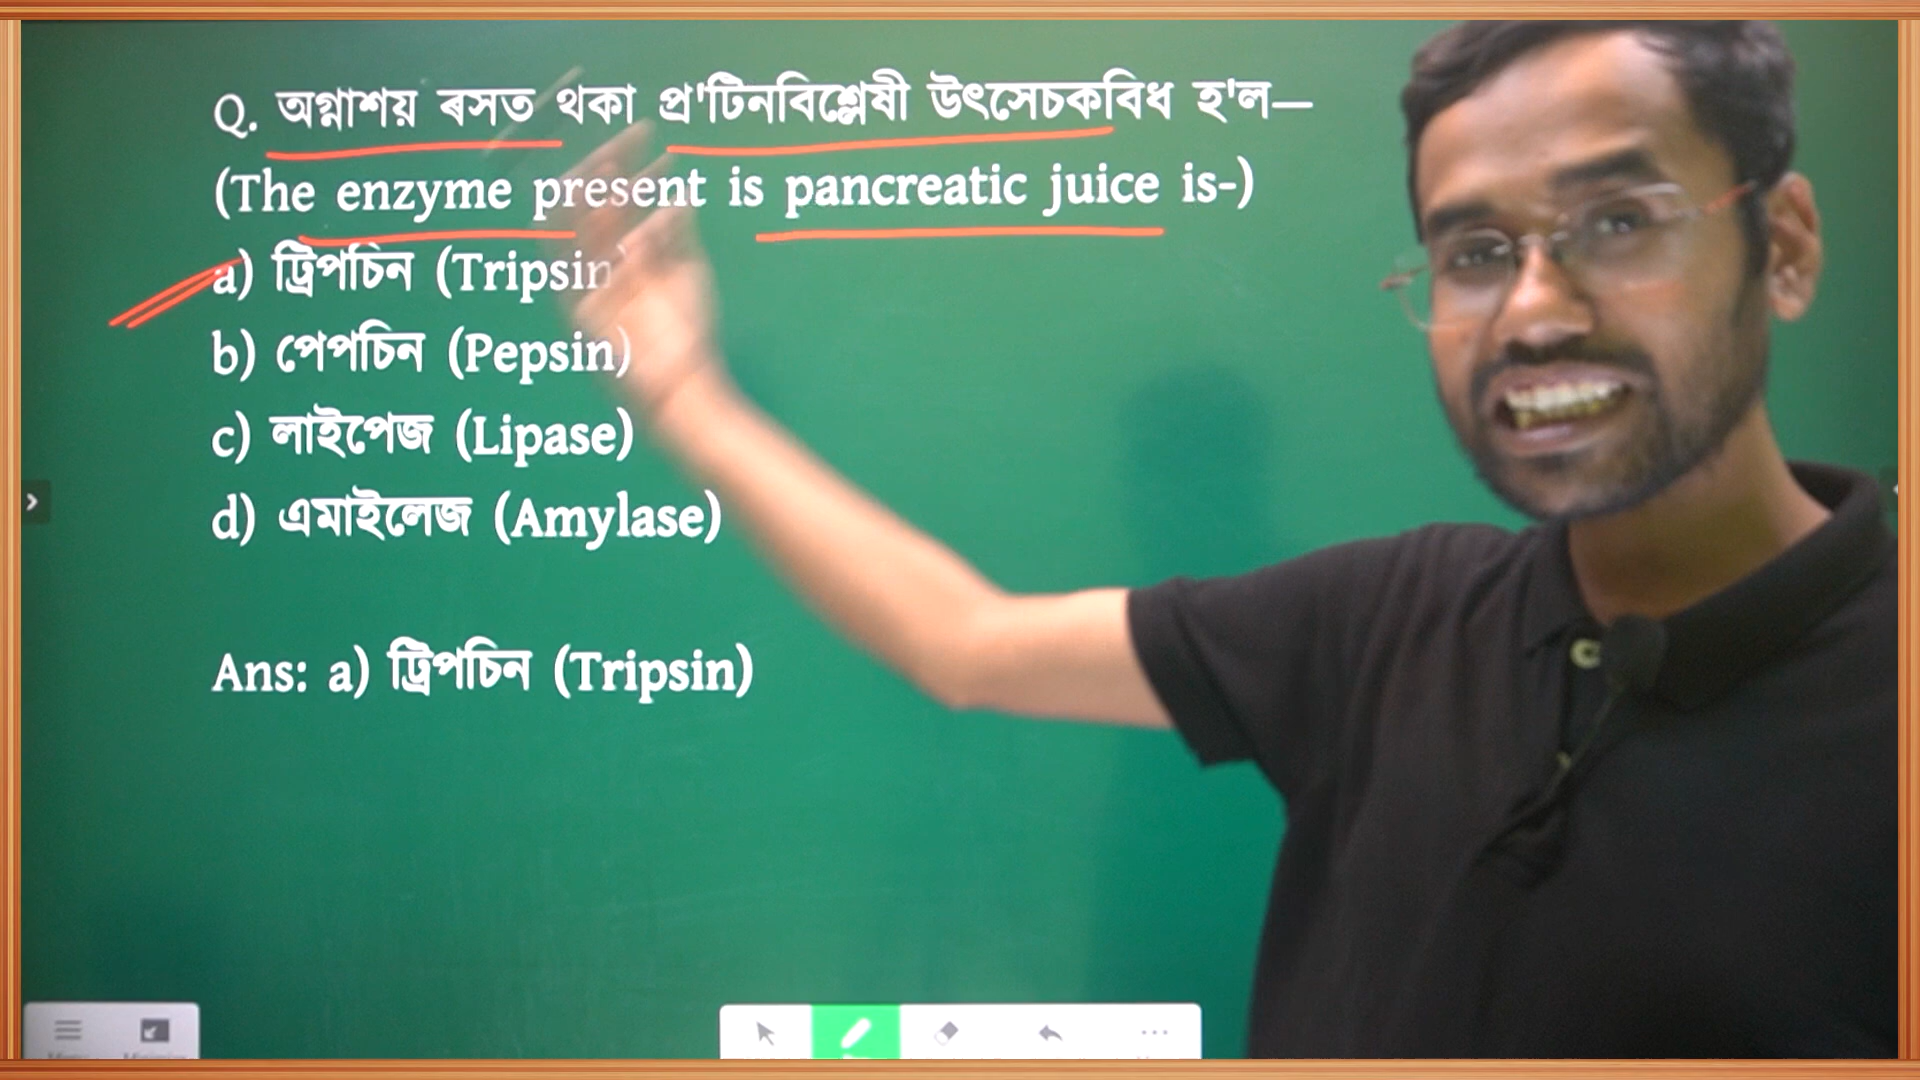 Q. অগ্নাশয় ৰসত থকা প্ৰ'টিনবিশ্লেষী উৎসেচকবিধ হ'ল—
(The enzyme present is pancreatic juice is-)
a) ট্ৰিপচিন (Tripsin)
b) পেপচিন (Pepsin)
c) লাইপেজ (Lipase)
d) এমাইলেজ (Amylase)
Ans: a) ট্ৰিপচিন (Tripsin)